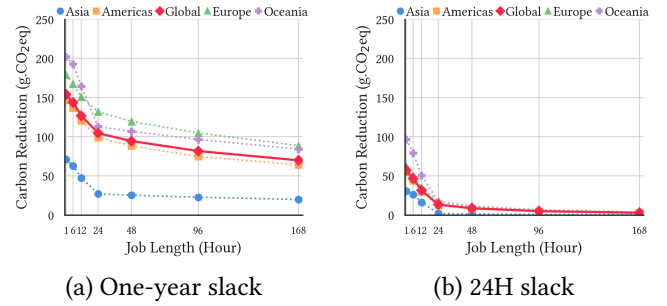 Asia Americas Global Europe Oceania
Carbon Reduction (g.CO2eq)
250
200
150
100
50
0
1 6 12 24 48 96 168
Job Length (Hour)
(a) One-year slack
Asia Americas Global Europe Oceania
Carbon Reduction (g.CO2eq)
250
200
150
100
50
0
1 6 12 24 48 96 168
Job Length (Hour)
(b) 24H slack